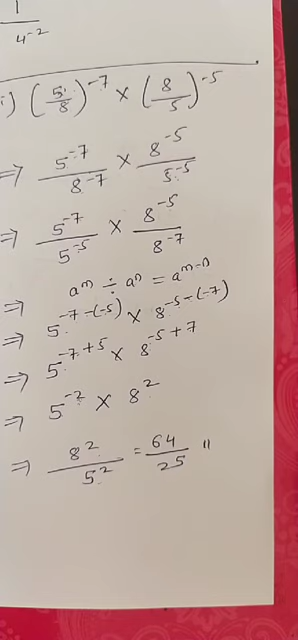 1
4⁻²
i) (5/8)⁻⁷ × (8/5)⁻⁵
⇒ 5⁻⁷/8⁻⁷ × 8⁻⁵/5⁻⁵
⇒ 5⁻⁷/5⁻⁵ × 8⁻⁵/8⁻⁷
⇒ aᵐ ÷ aⁿ = aᵐ⁻ⁿ
⇒ 5⁻⁷⁻⁽⁻⁵⁾ × 8⁻⁵⁻⁽⁻⁷⁾
⇒ 5⁻⁷⁺⁵ × 8⁻⁵⁺⁷
⇒ 5⁻² × 8²
⇒ 8²/5² = 64/25 "